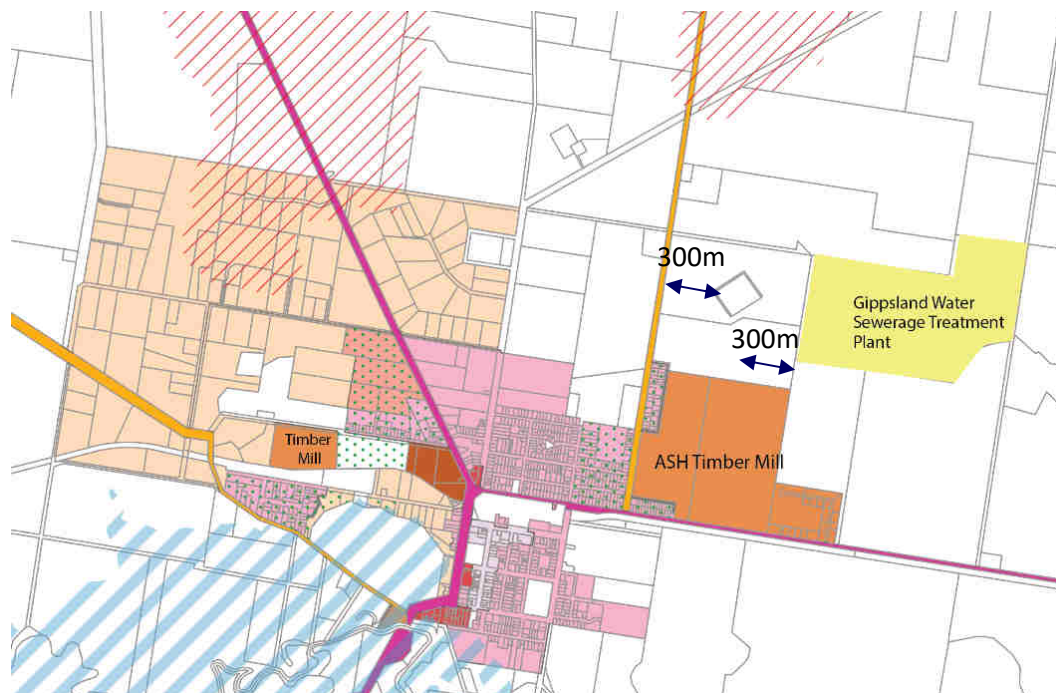 300m
Gippsland Water
Sewerage Treatment
Plant
300m
Timber
Mill
ASH Timber Mill